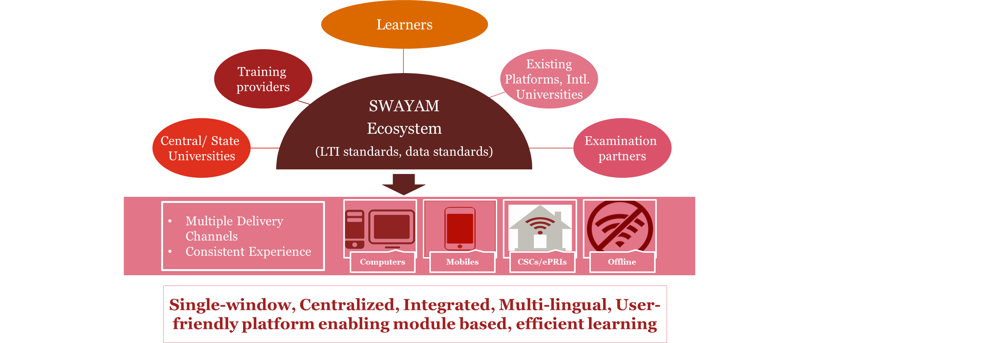 Learners
Training
providers
Existing
Platforms, Intl.
Universities
SWAYAM
Ecosystem
(LTI standards, data standards)
Central/ State
Universities
Examination
partners
• Multiple Delivery
Channels
• Consistent Experience
Computers
Mobiles
CSCs/ePRIs
Offline
Single-window, Centralized, Integrated, Multi-lingual, User-
friendly platform enabling module based, efficient learning